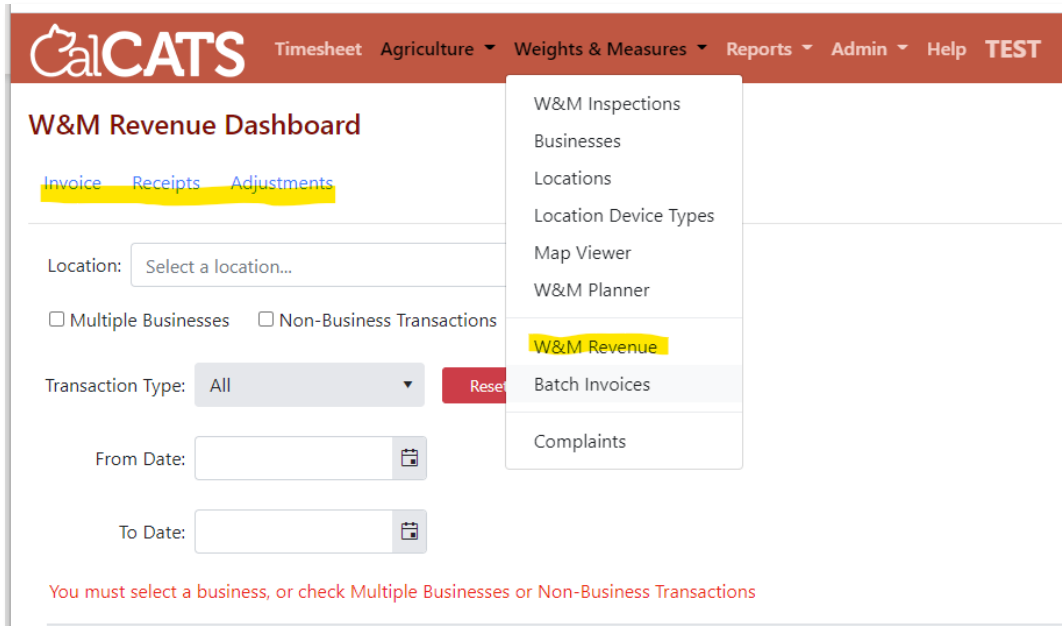 CalCATS Timesheet Agriculture Weights & Measures Reports Admin Help TEST
W&M Revenue Dashboard
Invoice Receipts Adjustments
Location: Select a location...
Multiple Businesses Non-Business Transactions
Transaction Type: All Reset
From Date:
To Date:
You must select a business, or check Multiple Businesses or Non-Business Transactions
W&M Inspections
Businesses
Locations
Location Device Types
Map Viewer
W&M Planner
W&M Revenue
Batch Invoices
Complaints